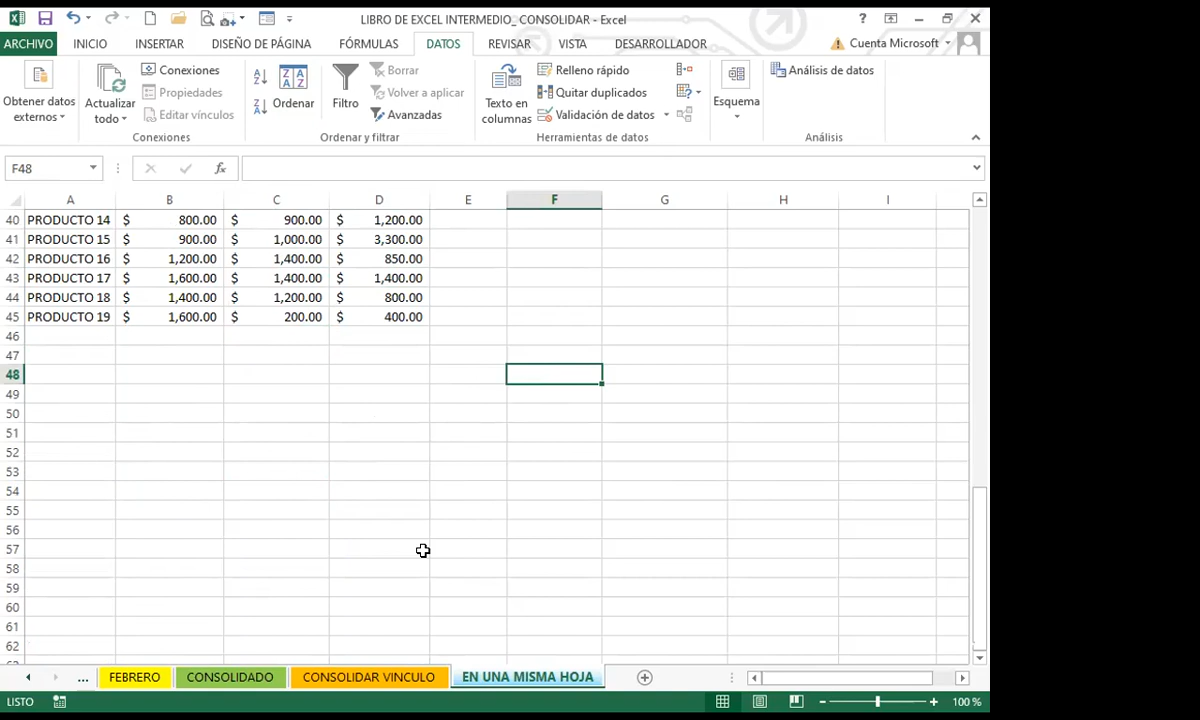 LIBRO DE EXCEL INTERMEDIO_ CONSOLIDAR - Excel
?
ARCHIVO INICIO INSERTAR DISEÑO DE PÁGINA FÓRMULAS DATOS REVISAR VISTA DESARROLLADOR Cuenta Microsoft
Obtener datos externos
Actualizar todo
Conexiones
Propiedades
Editar vínculos
Conexiones
Ordenar
Filtro
Borrar
Volver a aplicar
Avanzadas
Ordenar y filtrar
Texto en columnas
Relleno rápido
Quitar duplicados
Validación de datos
Herramientas de datos
Esquema
Análisis de datos
Análisis
F48 fx
A B C D E F G H I
40 PRODUCTO 14 $ 800.00 $ 900.00 $ 1,200.00
41 PRODUCTO 15 $ 900.00 $ 1,000.00 $ 3,300.00
42 PRODUCTO 16 $ 1,200.00 $ 1,400.00 $ 850.00
43 PRODUCTO 17 $ 1,600.00 $ 1,400.00 $ 1,400.00
44 PRODUCTO 18 $ 1,400.00 $ 1,200.00 $ 800.00
45 PRODUCTO 19 $ 1,600.00 $ 200.00 $ 400.00
46
47
48
49
50
51
52
53
54
55
56
57
58
59
60
61
62
... FEBRERO CONSOLIDADO CONSOLIDAR VINCULO EN UNA MISMA HOJA
LISTO 100 %